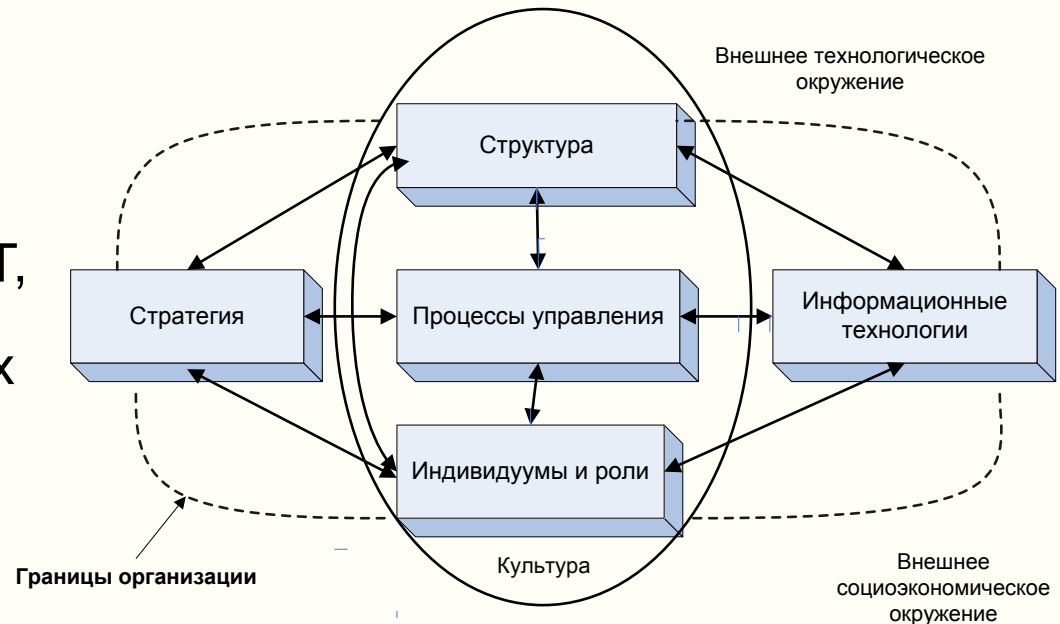 Внешнее технологическое
окружение
Структура
т,
х
Стратегия
Процессы управления
Информационные
технологии
Индивидуумы и роли
Культура
Границы организации
Внешнее
социоэкономическое
окружение